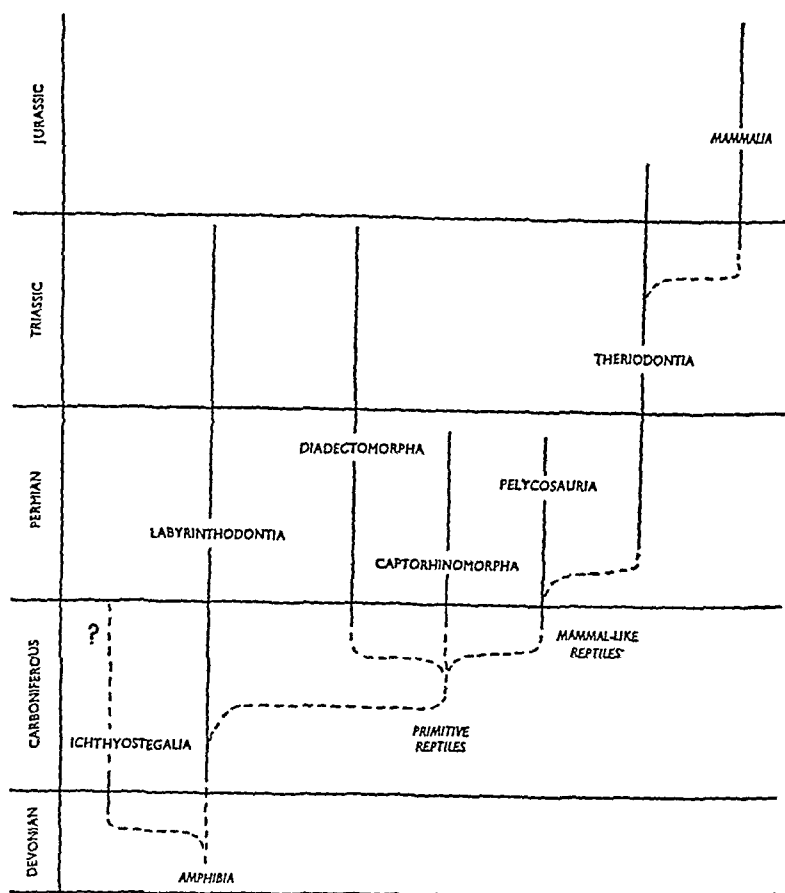 JURASSIC
MAMMALIA
TRIASSIC
THERIODONTIA
PERMIAN
DIADECTOMORPHA
PELYCOSAURIA
LABYRINTHODONTIA
CAPTORHINOMORPHA
CARBONIFEROUS
?
MAMMAL-LIKE
REPTILES
PRIMITIVE
REPTILES
ICHTHYOSTEGALIA
DEVONIAN
AMPHIBIA